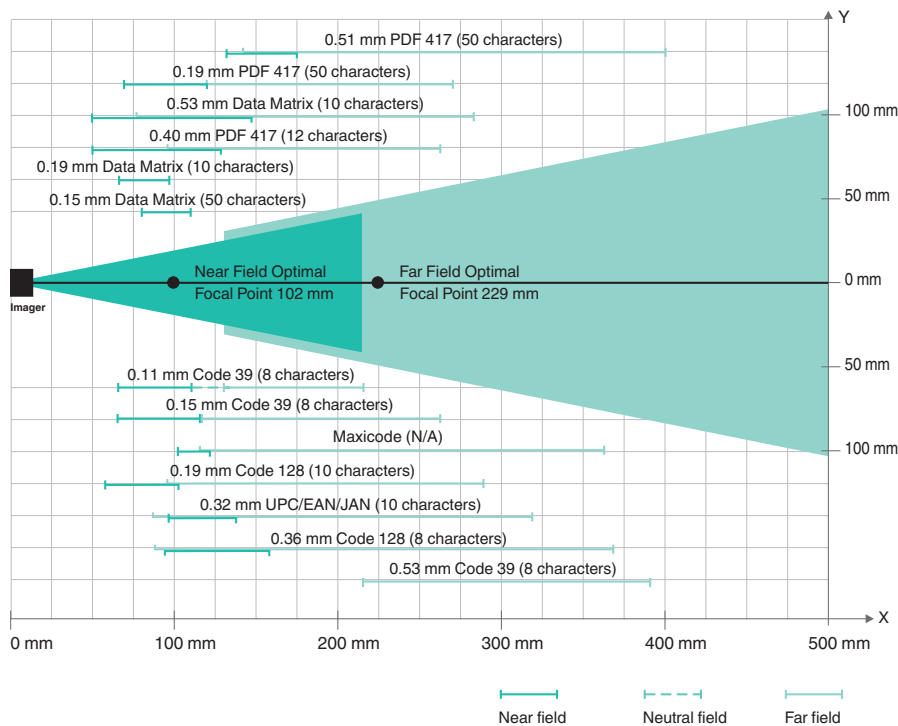 Y
0.51 mm PDF 417 (50 characters)
0.19 mm PDF 417 (50 characters)
0.53 mm Data Matrix (10 characters)
100 mm
0.40 mm PDF 417 (12 characters)
0.19 mm Data Matrix (10 characters)
0.15 mm Data Matrix (50 characters)
50 mm
Near Field Optimal
Focal Point 102 mm
Far Field Optimal
Focal Point 229 mm
0 mm
Imager
50 mm
0.11 mm Code 39 (8 characters)
0.15 mm Code 39 (8 characters)
Maxicode (N/A)
100 mm
0.19 mm Code 128 (10 characters)
0.32 mm UPC/EAN/JAN (10 characters)
0.36 mm Code 128 (8 characters)
0.53 mm Code 39 (8 characters)
X
0 mm
100 mm
200 mm
300 mm
400 mm
500 mm
Near field
Neutral field
Far field